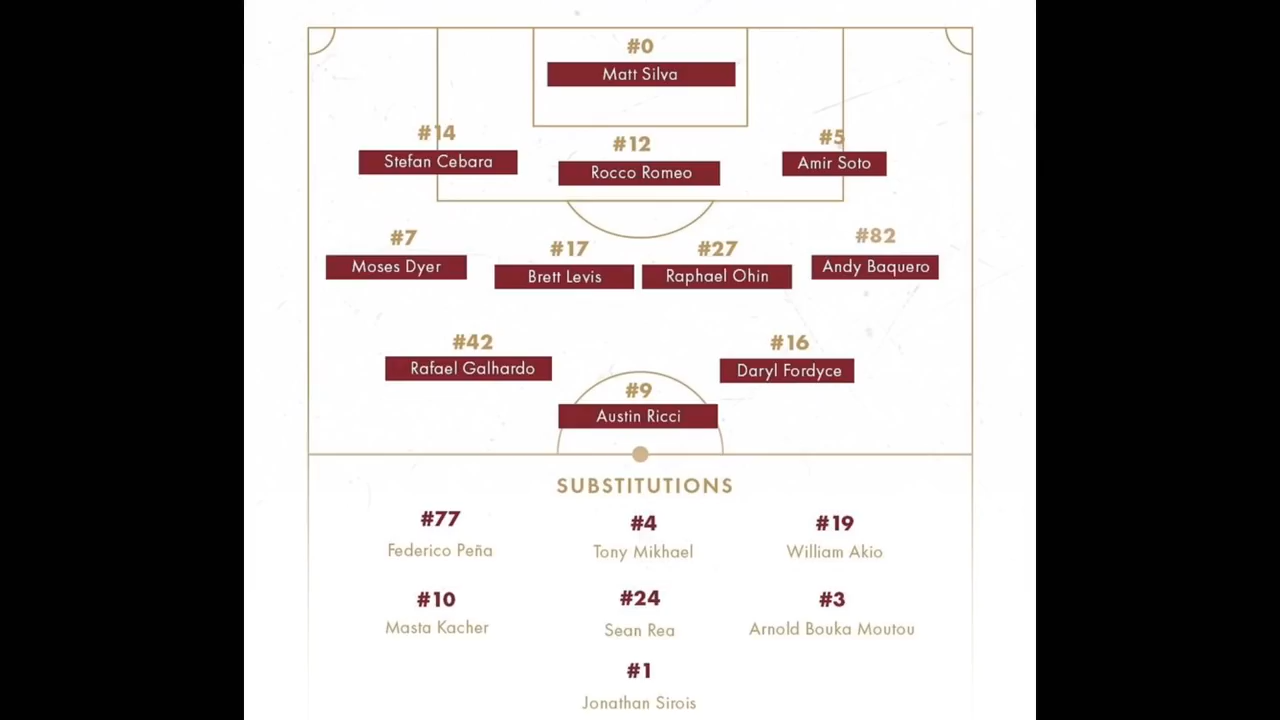 #0
Matt Silva
#14
#12
#5
Stefan Cebara
Rocco Romeo
Amir Soto
#7
#17
#27
#82
Moses Dyer
Brett Levis
Raphael Ohin
Andy Baquero
#42
#16
Rafael Galhardo
Daryl Fordyce
#9
Austin Ricci
SUBSTITUTIONS
#77
#4
#19
Federico Peña
Tony Mikhael
William Akio
#10
#24
#3
Masta Kacher
Sean Rea
Arnold Bouka Moutou
#1
Jonathan Sirois